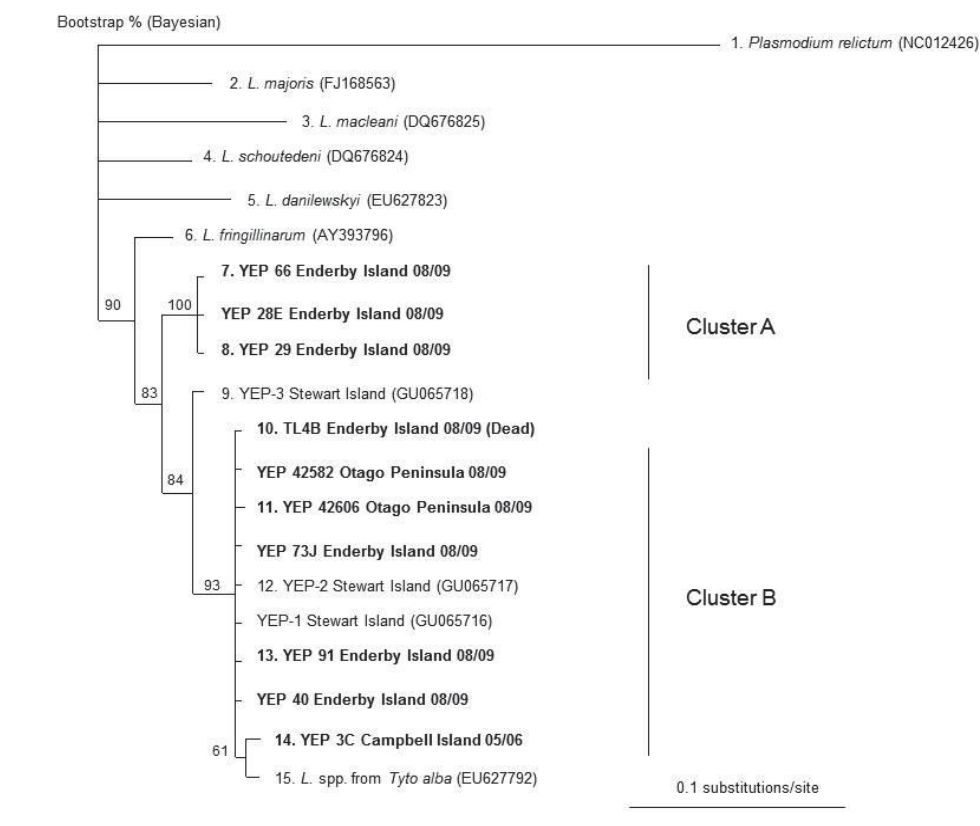 Bootstrap % (Bayesian)
1. Plasmodium relictum (NC012426)
2. L. majoris (FJ168563)
3. L. macleani (DQ676825)
4. L. schoutedeni (DQ676824)
5. L. danilewskyi (EU627823)
6. L. fringillinarum (AY393796)
7. YEP 66 Enderby Island 08/09
90
100
YEP 28E Enderby Island 08/09
Cluster A
8. YEP 29 Enderby Island 08/09
83
9. YEP-3 Stewart Island (GU065718)
10. TL4B Enderby Island 08/09 (Dead)
84
YEP 42582 Otago Peninsula 08/09
11. YEP 42606 Otago Peninsula 08/09
YEP 73J Enderby Island 08/09
93
12. YEP-2 Stewart Island (GU065717)
Cluster B
YEP-1 Stewart Island (GU065716)
13. YEP 91 Enderby Island 08/09
YEP 40 Enderby Island 08/09
14. YEP 3C Campbell Island 05/06
61
15. L. spp. from Tyto alba (EU627792)
0.1 substitutions/site